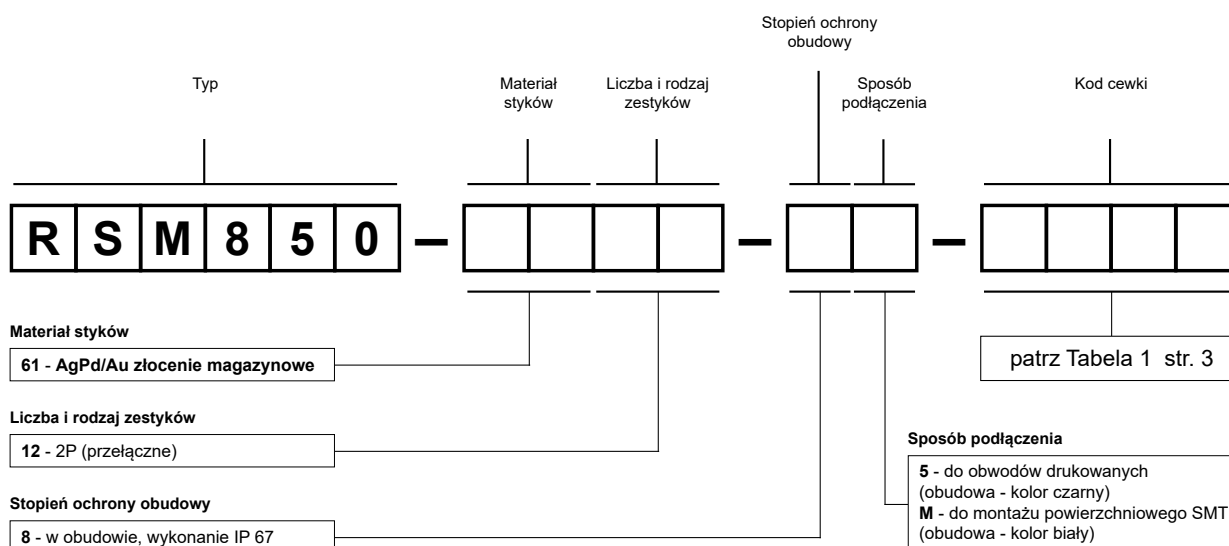 Stopień ochrony
obudowy
Typ
Materiał
styków
Liczba i rodzaj
zestyków
Sposób
podłączenia
Kod cewki
R S M 8 5 0 – – –
Materiał styków
61 - AgPd/Au złocenie magazynowe
patrz Tabela 1 str. 3
Liczba i rodzaj zestyków
12 - 2P (przełączne)
Sposób podłączenia
5 - do obwodów drukowanych
(obudowa - kolor czarny)
M - do montażu powierzchniowego SMT
(obudowa - kolor biały)
Stopień ochrony obudowy
8 - w obudowie, wykonanie IP 67